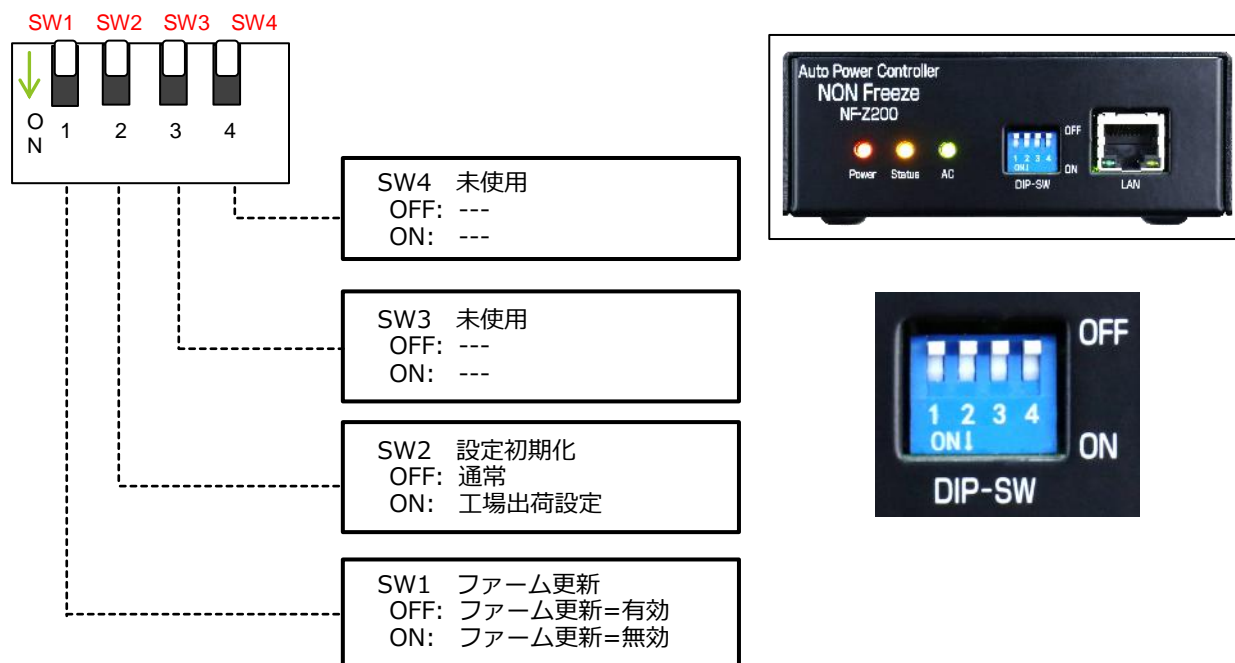 SW1 SW2 SW3 SW4
O
N
1 2 3 4
SW4 未使用
OFF: ---
ON: ---
SW3 未使用
OFF: ---
ON: ---
SW2 設定初期化
OFF: 通常
ON: 工場出荷設定
SW1 ファーム更新
OFF: ファーム更新=有効
ON: ファーム更新=無効
Auto Power Controller
NON Freeze
NF-Z200
Power Status AC
1 2 3 4
ON↓
OFF
ON
DIP-SW
LAN
OFF
1 2 3 4
ON↓
ON
DIP-SW